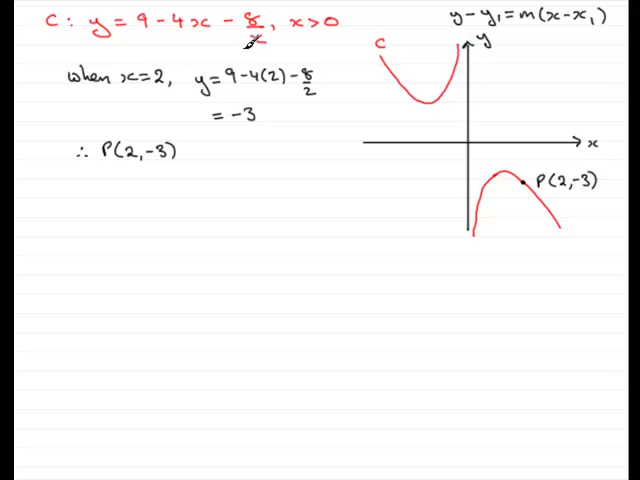 C: y = 9 - 4x - 8/x, x>0
y - y₁ = m(x - x₁)
when x=2, y = 9 - 4(2) - 8/2
= -3
∴ P(2,-3)
C
y
x
P(2,-3)